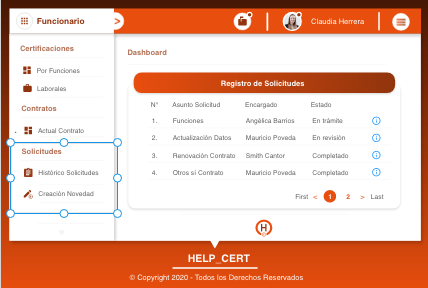 Funcionario
>
Claudia Herrera
Certificaciones
Por Funciones
Laborales
Contratos
Actual Contrato
Solicitudes
Histórico Solicitudes
Creación Novedad
Dashboard
Registro de Solicitudes
N° Asunto Solicitud Encargado Estado
1. Funciones Angélica Barrios En trámite
2. Actualización Datos Mauricio Poveda En revisión
3. Renovación Contrato Smith Cantor Completado
4. Otros sí Contrato Mauricio Poveda Completado
First < 1 2 > Last
H
HELP_CERT
© Copyright 2020 - Todos los Derechos Reservados